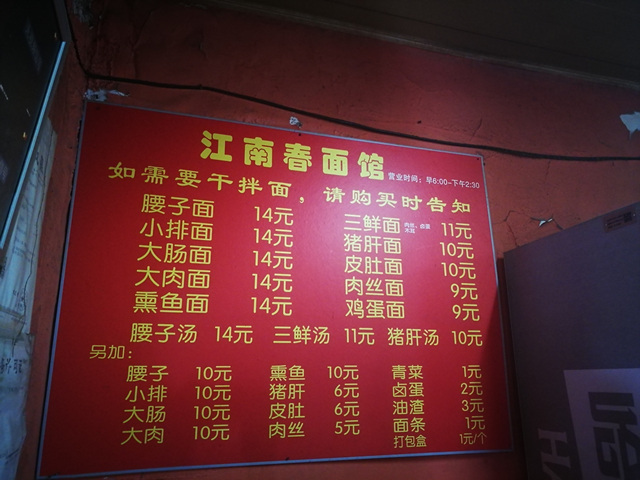 江南春面馆
营业时间：早6:00-下午2:30
如需要干拌面，请购买时告知
腰子面 14元 三鲜面 11元
小排面 14元 猪肝面 10元
大肠面 14元 皮肚面 10元
大肉面 14元 肉丝面 9元
熏鱼面 14元 鸡蛋面 9元
腰子汤 14元 三鲜汤 11元 猪肝汤 10元
另加：
腰子 10元 熏鱼 10元 青菜 1元
小排 10元 猪肝 6元 卤蛋 2元
大肠 10元 皮肚 6元 油渣 3元
大肉 10元 肉丝 5元 面条 1元
打包盒 1元/个